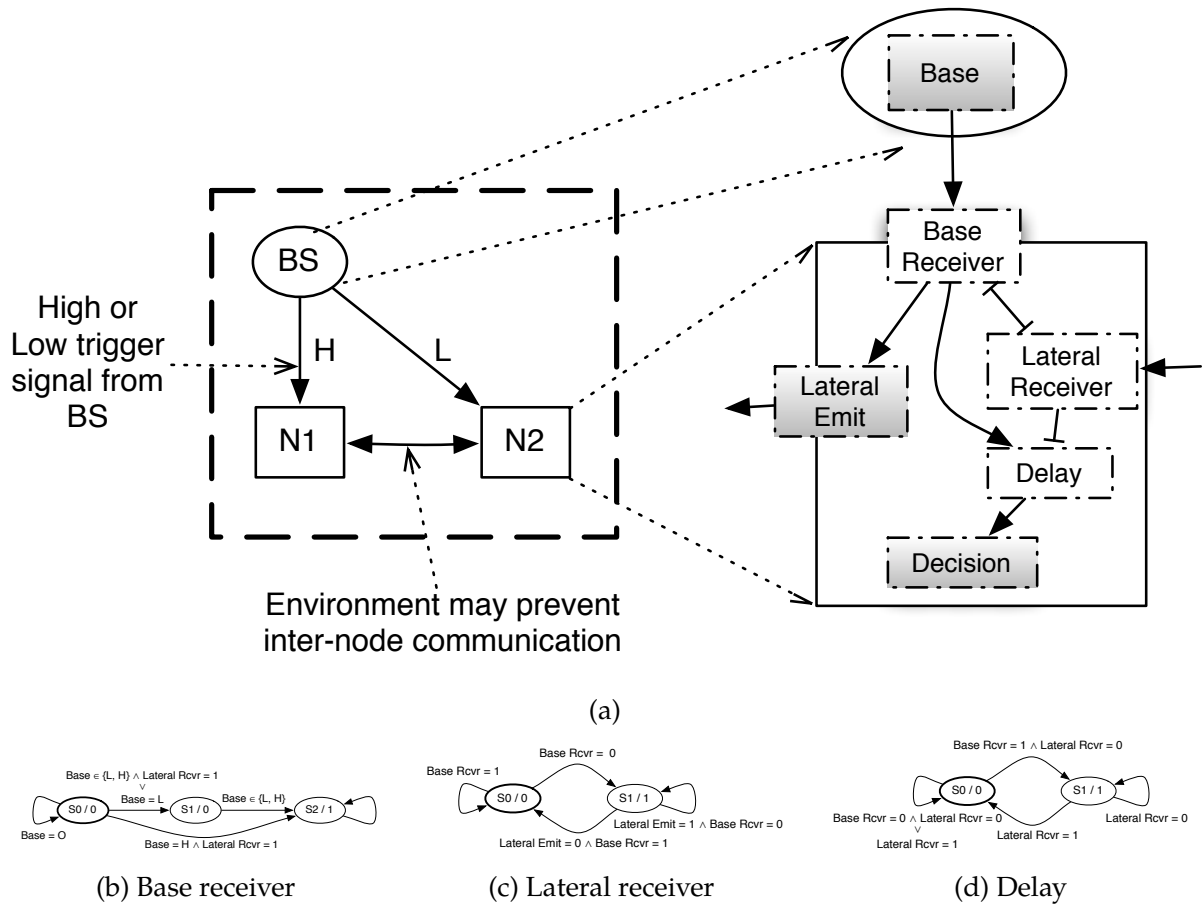 Base
Base
Receiver
BS
High or
Low trigger
signal from
BS
H
L
Lateral
Receiver
Lateral
Emit
N1
N2
Delay
Decision
Environment may prevent
inter-node communication
(a)
Base ∈ {L, H} ∧ Lateral Rcvr = 1
∨
Base = L
Base ∈ {L, H}
S0 / 0
S1 / 0
S2 / 1
Base = O
Base = H ∧ Lateral Rcvr = 1
(b) Base receiver
Base Rcvr = 0
Base Rcvr = 1
S0 / 0
S1 / 1
Lateral Emit = 1 ∧ Base Rcvr = 0
Lateral Emit = 0 ∧ Base Rcvr = 1
(c) Lateral receiver
Base Rcvr = 1 ∧ Lateral Rcvr = 0
S0 / 0
S1 / 1
Base Rcvr = 0 ∧ Lateral Rcvr = 0
∨
Lateral Rcvr = 1
Lateral Rcvr = 1
Lateral Rcvr = 0
(d) Delay